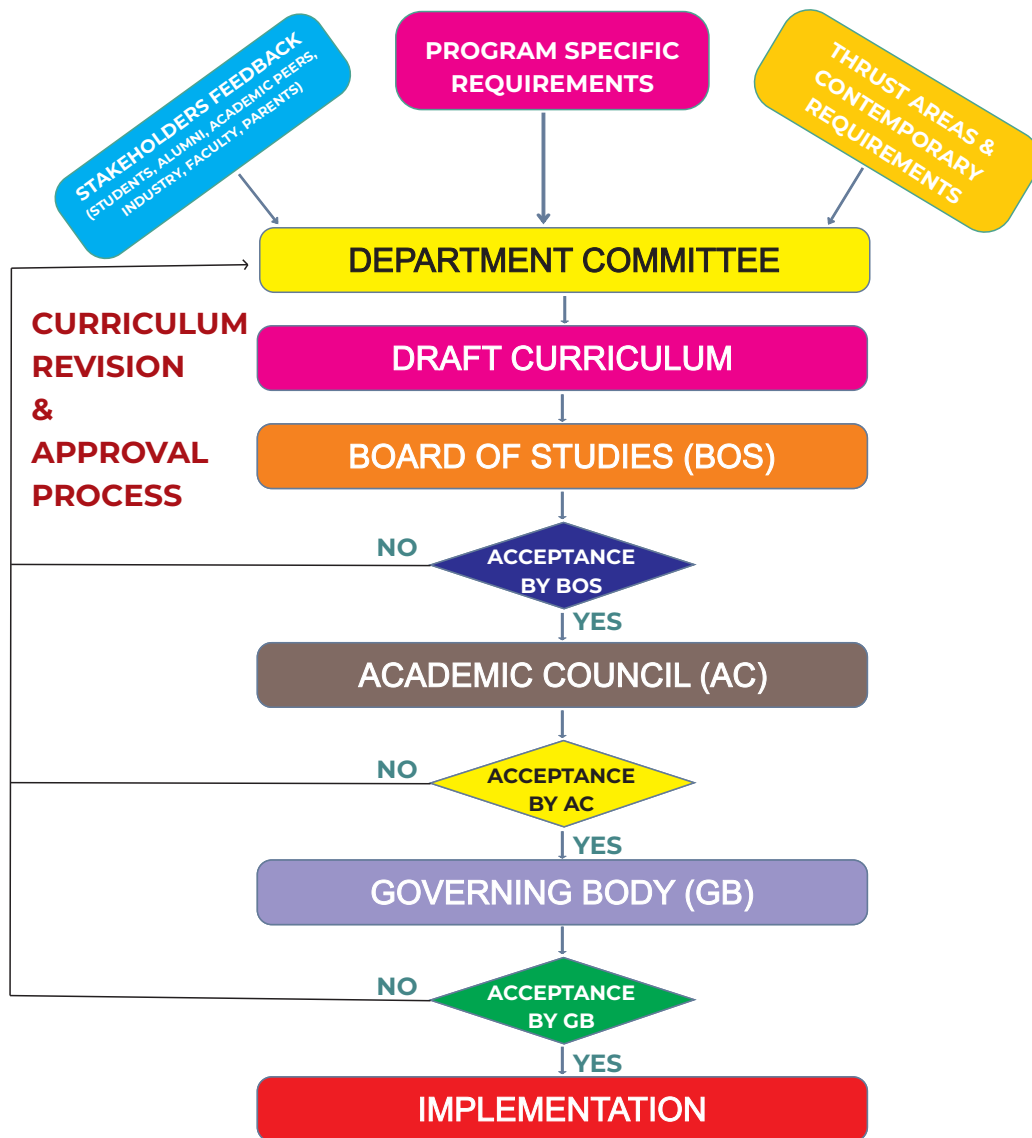 STAKEHOLDERS FEEDBACK
(STUDENTS, ALUMNI, ACADEMIC PEERS,
INDUSTRY, FACULTY, PARENTS)
PROGRAM SPECIFIC
REQUIREMENTS
THRUST AREAS &
CONTEMPORARY
REQUIREMENTS
DEPARTMENT COMMITTEE
CURRICULUM
REVISION
&
APPROVAL
PROCESS
DRAFT CURRICULUM
BOARD OF STUDIES (BOS)
NO
ACCEPTANCE
BY BOS
YES
ACADEMIC COUNCIL (AC)
NO
ACCEPTANCE
BY AC
YES
GOVERNING BODY (GB)
NO
ACCEPTANCE
BY GB
YES
IMPLEMENTATION